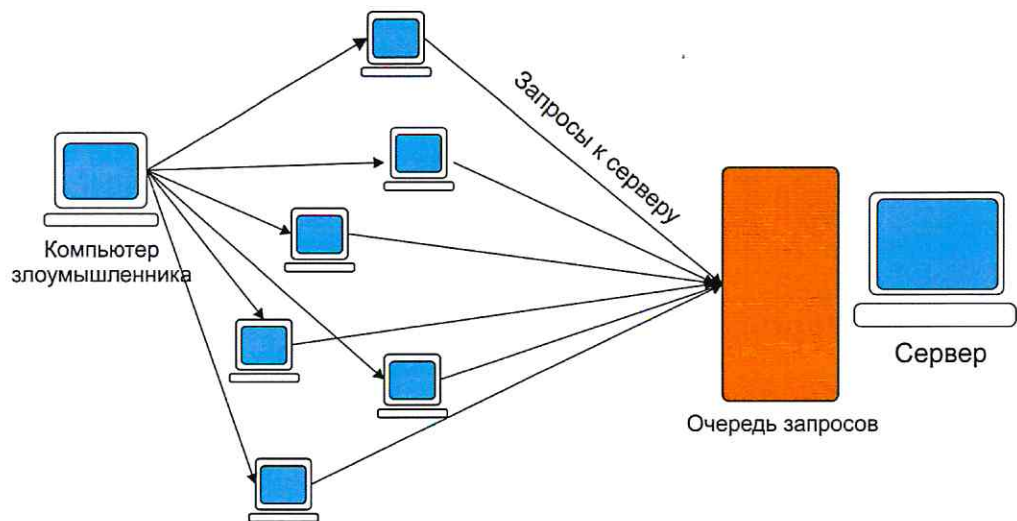 Запросы к серверу
Компьютер
злоумышленника
Сервер
Очередь запросов